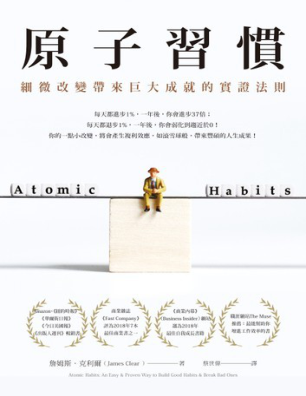 原子習慣
細微改變帶來巨大成就的實證法則
每天都進步1%，一年後，你會進步37倍；
每天都退步1%，一年後，你會弱化到趨近於0！
你的一點小改變，將會產生複利效應，如滾雪球般，帶來豐碩的人生成果！
Atomic Habits
詹姆斯・克利爾（James Clear）——著 蔡世偉——譯
Atomic Habits: An Easy & Proven Way to Build Good Habits & Break Bad Ones